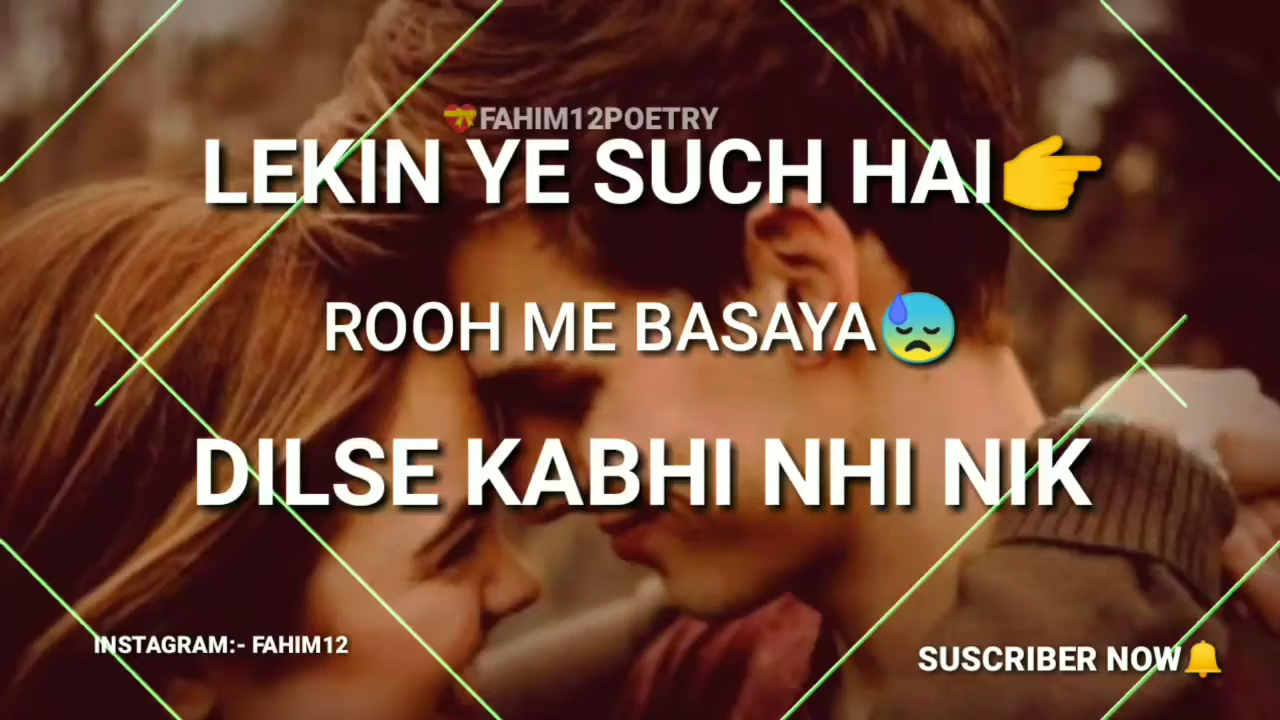 💝FAHIM12POETRY
LEKIN YE SUCH HAI👉
ROOH ME BASAYA😓
DILSE KABHI NHI NIK
INSTAGRAM:- FAHIM12
SUSCRIBER NOW🔔